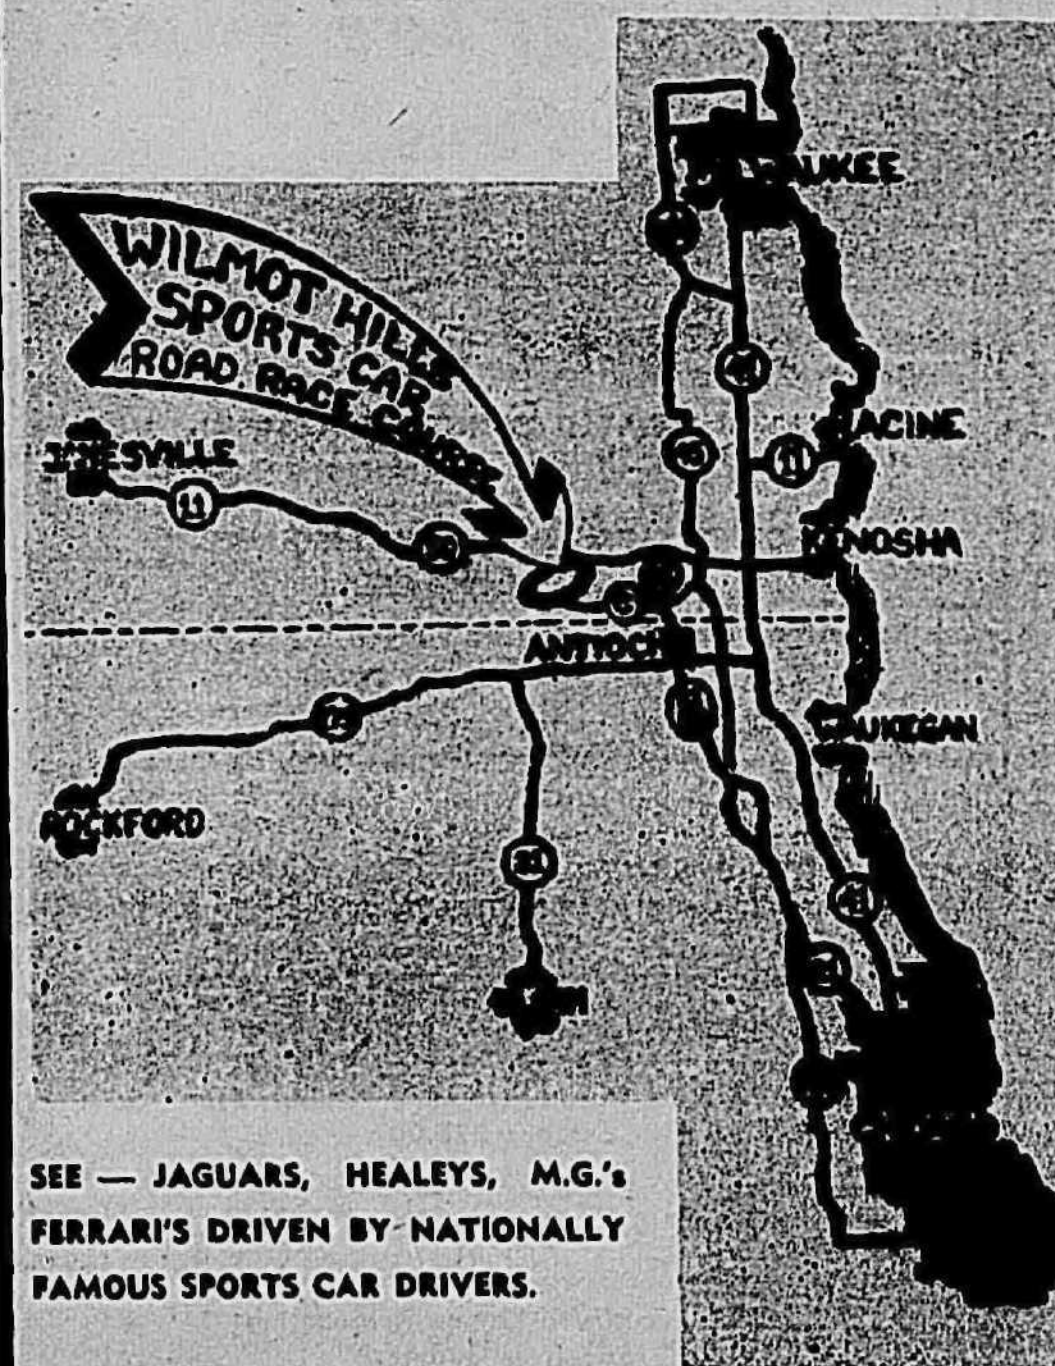 WILMOT HILLS
SPORTS CAR
ROAD RACE COURSE
RACINE
11
KENOSHA
11
ANTIOCH
WAUKEGAN
ROCKFORD
41
SEE — JAGUARS, HEALEYS, M.G.'s
FERRARI'S DRIVEN BY NATIONALLY
FAMOUS SPORTS CAR DRIVERS.